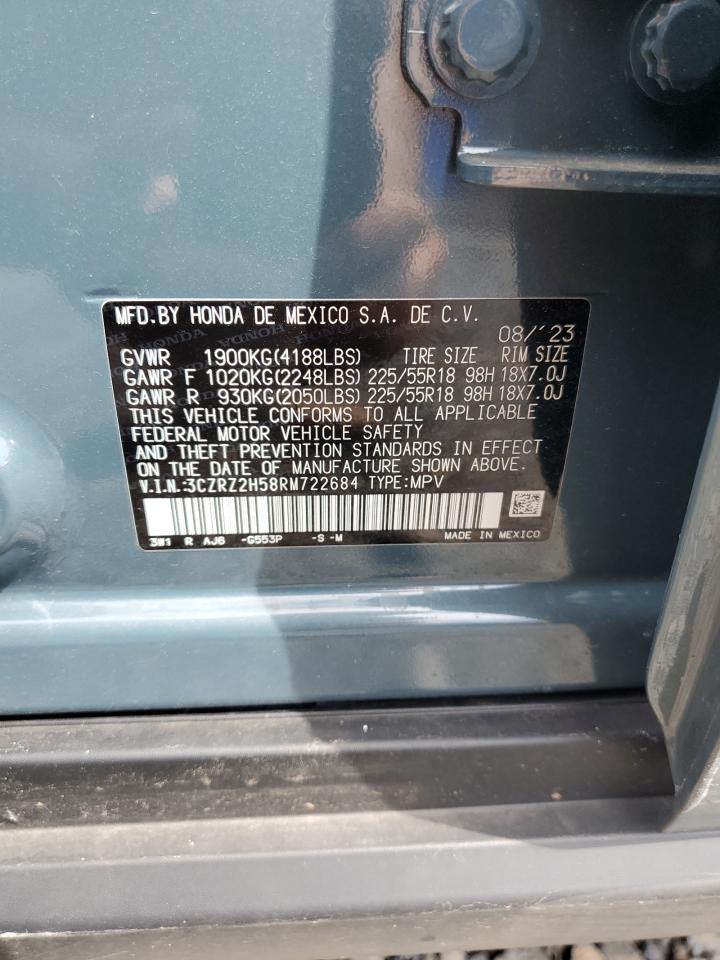 MFD.BY HONDA DE MEXICO S.A. DE C.V.
08/'23
GVWR 1900KG(4188LBS) TIRE SIZE RIM SIZE
GAWR F 1020KG(2248LBS) 225/55R18 98H 18X7.0J
GAWR R 930KG(2050LBS) 225/55R18 98H 18X7.0J
THIS VEHICLE CONFORMS TO ALL APPLICABLE
FEDERAL MOTOR VEHICLE SAFETY
AND THEFT PREVENTION STANDARDS IN EFFECT
ON THE DATE OF MANUFACTURE SHOWN ABOVE.
V.I.N.:3CZRZ2H58RM722684 TYPE:MPV
3W1 R AJ6 -G553P -S -M MADE IN MEXICO